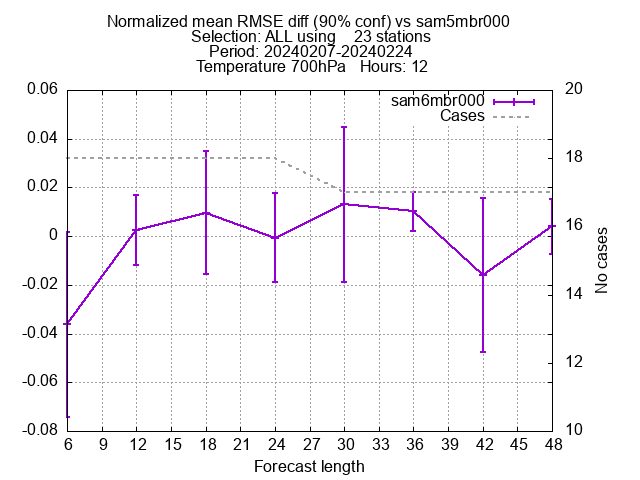 Normalized mean RMSE diff (90% conf) vs sam5mbr000
Selection: ALL using    23 stations
Period: 20240207-20240224
Temperature 700hPa   Hours: 12
sam6mbr000
Cases
0.06
0.04
0.02
0
-0.02
-0.04
-0.06
-0.08
20
18
16
14
12
10
No cases
6 9 12 15 18 21 24 27 30 33 36 39 42 45 48
Forecast length